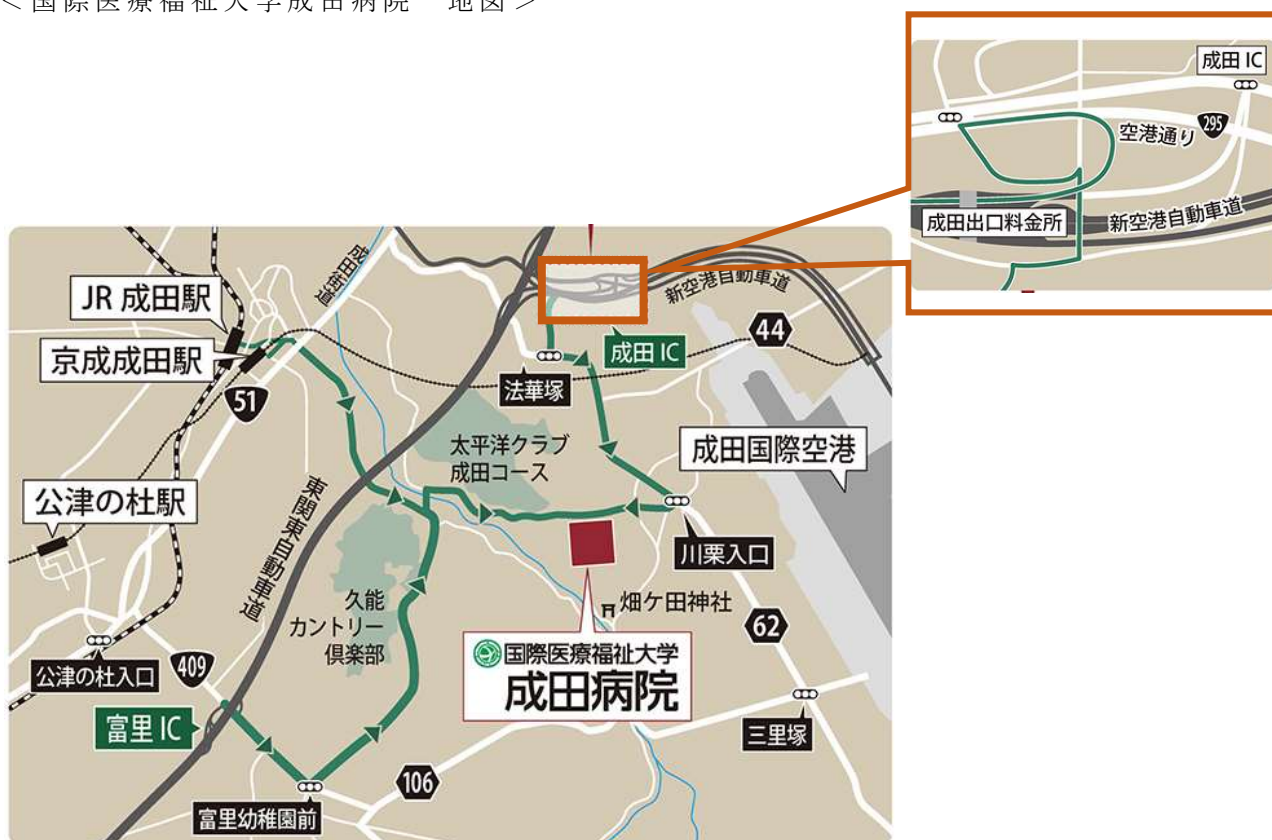 ＜国際医療福祉大学成田病院　地図＞
成田 IC
空港通り
295
成田出口料金所
新空港自動車道
成田街道
JR 成田駅
京成成田駅
51
新空港自動車道
44
成田 IC
法華塚
太平洋クラブ
成田コース
成田国際空港
公津の杜駅
東関東自動車道
川栗入口
久能
カントリー
倶楽部
畑ケ田神社
62
国際医療福祉大学
成田病院
公津の杜入口
409
富里 IC
三里塚
106
富里幼稚園前